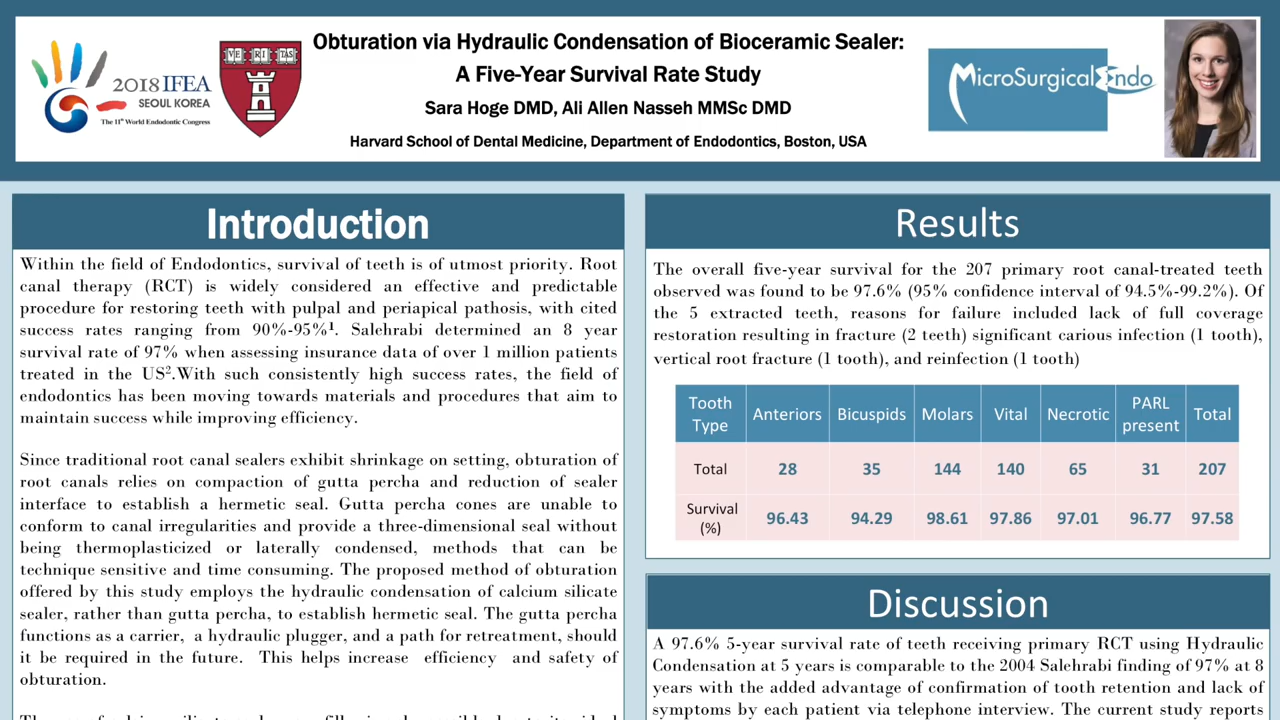 2018 IFEA
SEOUL KOREA
The 11th World Endodontic Congress
VE RI TAS
Obturation via Hydraulic Condensation of Bioceramic Sealer:
A Five-Year Survival Rate Study
Sara Hoge DMD, Ali Allen Nasseh MMSc DMD
Harvard School of Dental Medicine, Department of Endodontics, Boston, USA
MicroSurgicalEndo
Introduction
Within the field of Endodontics, survival of teeth is of utmost priority. Root
canal therapy (RCT) is widely considered an effective and predictable
procedure for restoring teeth with pulpal and periapical pathosis, with cited
success rates ranging from 90%-95%¹. Salehrabi determined an 8 year
survival rate of 97% when assessing insurance data of over 1 million patients
treated in the US².With such consistently high success rates, the field of
endodontics has been moving towards materials and procedures that aim to
maintain success while improving efficiency.
Since traditional root canal sealers exhibit shrinkage on setting, obturation of
root canals relies on compaction of gutta percha and reduction of sealer
interface to establish a hermetic seal. Gutta percha cones are unable to
conform to canal irregularities and provide a three-dimensional seal without
being thermoplasticized or laterally condensed, methods that can be
technique sensitive and time consuming. The proposed method of obturation
offered by this study employs the hydraulic condensation of calcium silicate
sealer, rather than gutta percha, to establish hermetic seal. The gutta percha
functions as a carrier, a hydraulic plugger, and a path for retreatment, should
it be required in the future. This helps increase efficiency and safety of
obturation.
Results
The overall five-year survival for the 207 primary root canal-treated teeth
observed was found to be 97.6% (95% confidence interval of 94.5%-99.2%). Of
the 5 extracted teeth, reasons for failure included lack of full coverage
restoration resulting in fracture (2 teeth) significant carious infection (1 tooth),
vertical root fracture (1 tooth), and reinfection (1 tooth)
Tooth Type Anteriors Bicuspids Molars Vital Necrotic PARL present Total
Total 28 35 144 140 65 31 207
Survival (%) 96.43 94.29 98.61 97.86 97.01 96.77 97.58
Discussion
A 97.6% 5-year survival rate of teeth receiving primary RCT using Hydraulic
Condensation at 5 years is comparable to the 2004 Salehrabi finding of 97% at 8
years with the added advantage of confirmation of tooth retention and lack of
symptoms by each patient via telephone interview. The current study reports